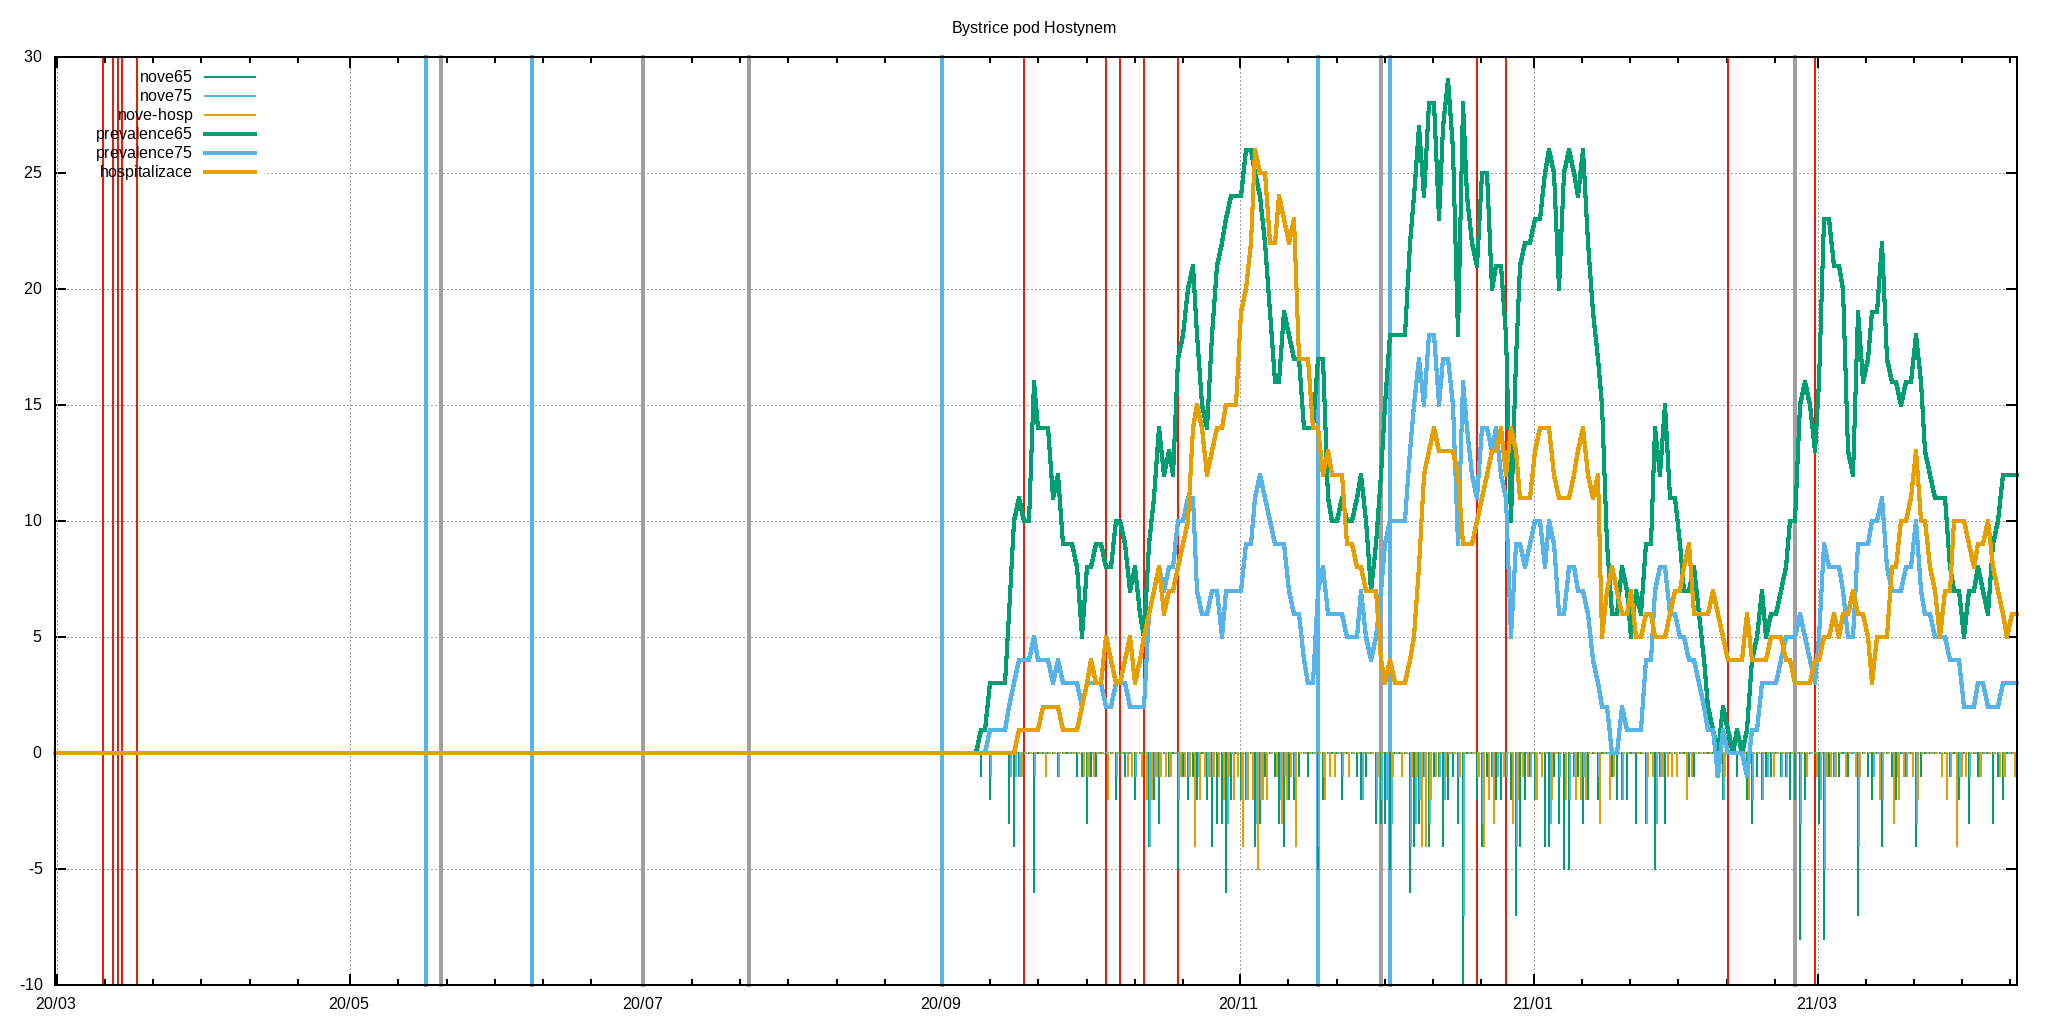 Bystrice pod Hostynem
30
nove65
nove75
nove-hosp
prevalence65
prevalence75
hospitalizace
25
20
15
10
5
0
-5
-10
20/03 20/05 20/07 20/09 20/11 21/01 21/03